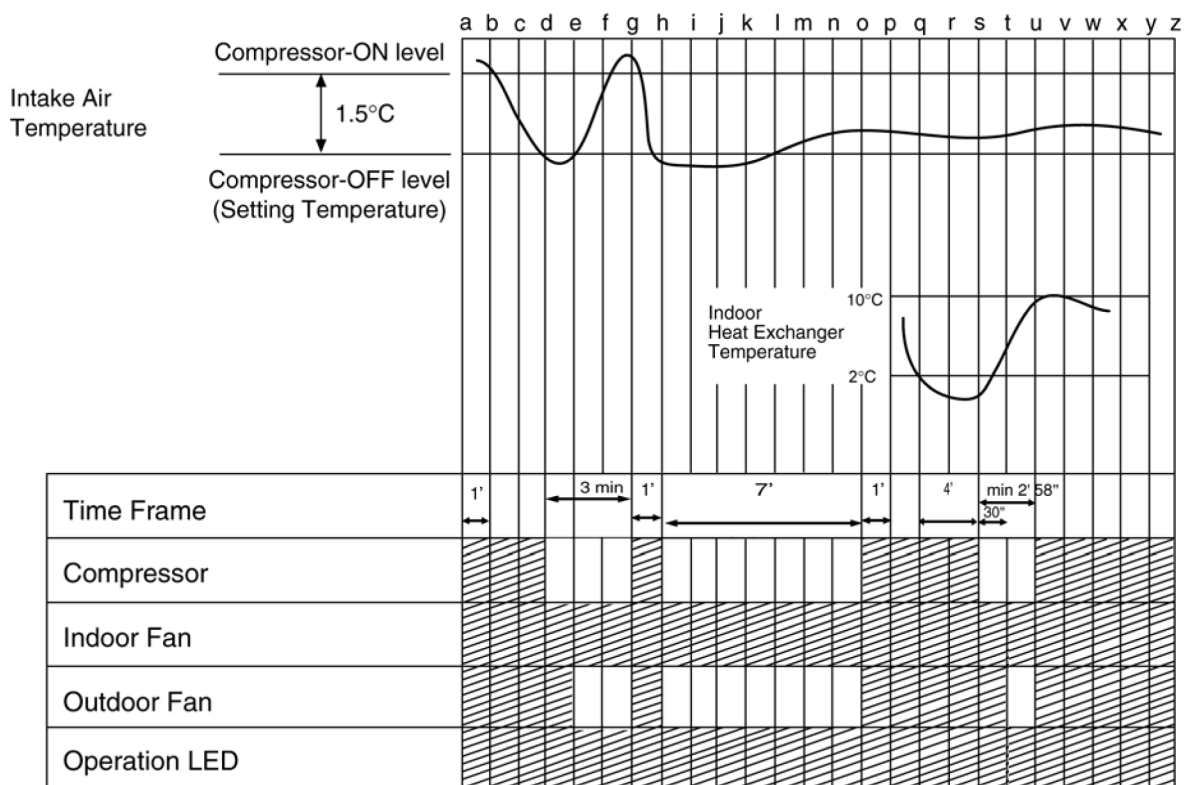 a b c d e f g h i j k l m n o p q r s t u v w x y z
Compressor-ON level
Intake Air
Temperature
1.5°C
Compressor-OFF level
(Setting Temperature)
Indoor
Heat Exchanger
Temperature
10°C
2°C
Time Frame
1' 3 min 1' 7' 1' 4' min 2' 58"
30"
Compressor
Indoor Fan
Outdoor Fan
Operation LED